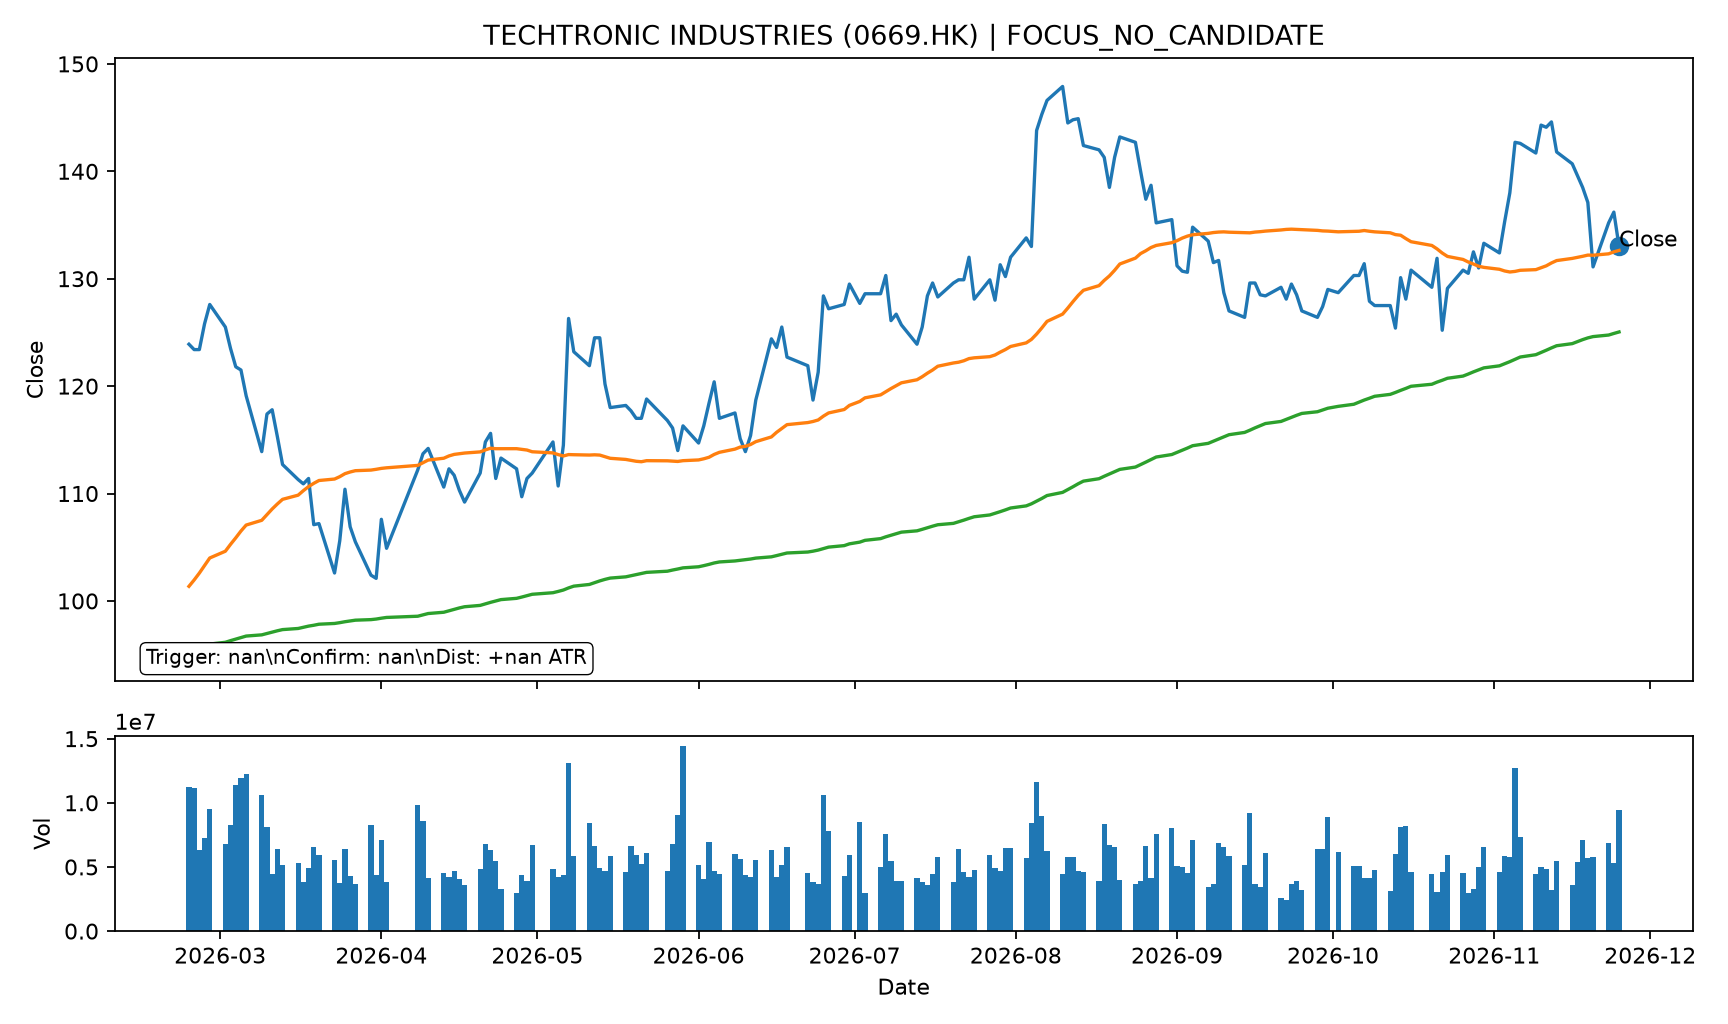 TECHTRONIC INDUSTRIES (0669.HK) | FOCUS_NO_CANDIDATE
150
140
130
120
110
100
Close
Close
Trigger: nan\nConfirm: nan\nDist: +nan ATR
1e7
1.5
1.0
0.5
0.0
Vol
2026-03
2026-04
2026-05
2026-06
2026-07
2026-08
2026-09
2026-10
2026-11
2026-12
Date